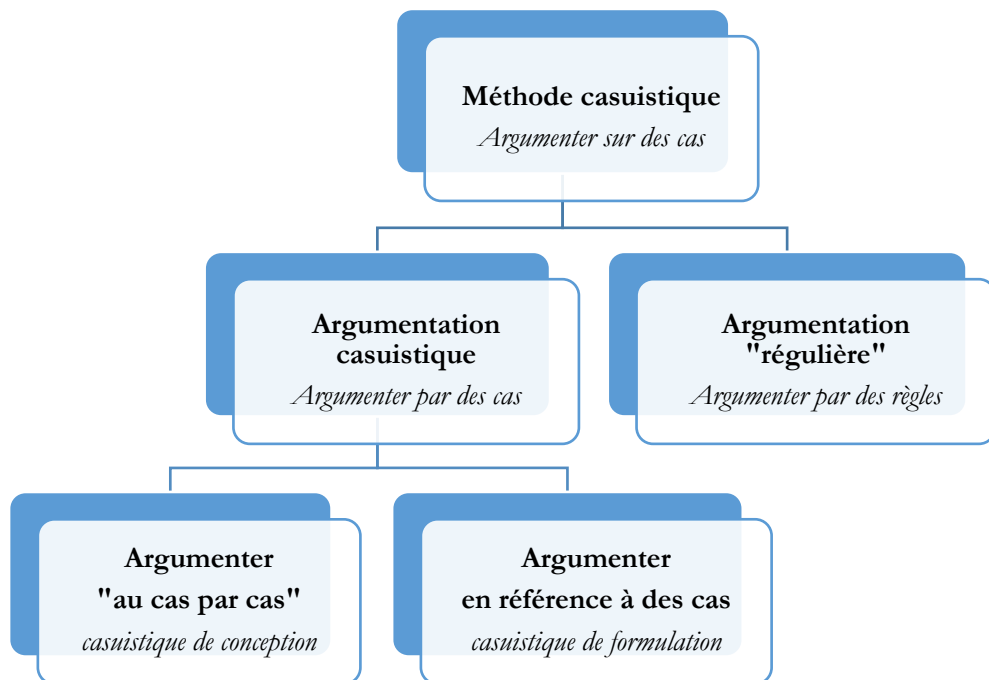 Méthode casuistique
Argumenter sur des cas
Argumentation
casuistique
Argumenter par des cas
Argumentation
"régulière"
Argumenter par des règles
Argumenter
"au cas par cas"
casuistique de conception
Argumenter
en référence à des cas
casuistique de formulation